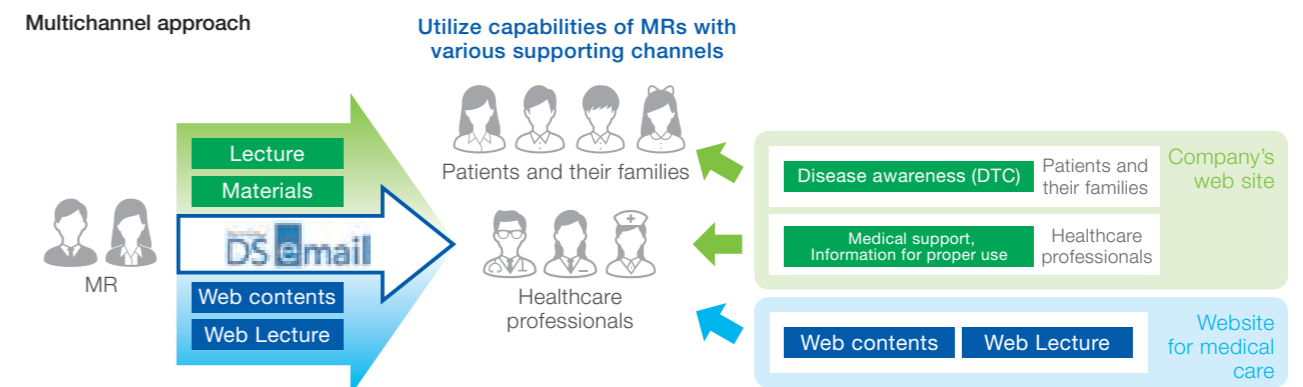 Multichannel approach
Utilize capabilities of MRs with
various supporting channels
MR
Lecture
Materials
DS email
Web contents
Web Lecture
Patients and their families
Healthcare
professionals
Disease awareness (DTC)
Patients and
their families
Medical support,
Information for proper use
Healthcare
professionals
Company's
web site
Web contents
Web Lecture
Website
for medical
care